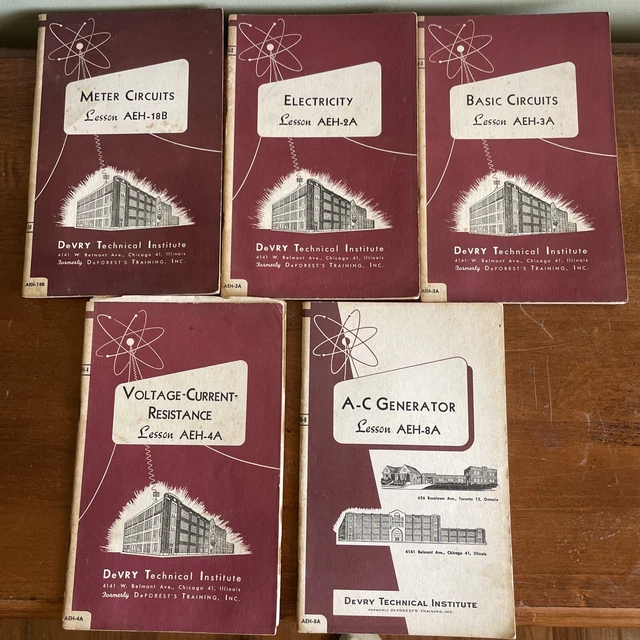 METER CIRCUITS
Lesson AEH-18B
DeVRY Technical Institute
4141 W. Belmont Ave., Chicago 41, Illinois
Formerly DeFOREST'S TRAINING, INC.
AEH-18B
ELECTRICITY
Lesson AEH-2A
DeVRY Technical Institute
4141 W. Belmont Ave., Chicago 41, Illinois
Formerly DeFOREST'S TRAINING, INC.
AEH-2A
BASIC CIRCUITS
Lesson AEH-3A
DeVRY Technical Institute
4141 W. Belmont Ave., Chicago 41, Illinois
Formerly DeFOREST'S TRAINING, INC.
AEH-3A
VOLTAGE-CURRENT-
RESISTANCE
Lesson AEH-4A
DeVRY Technical Institute
4141 W. Belmont Ave., Chicago 41, Illinois
Formerly DeFOREST'S TRAINING, INC.
AEH-4A
A-C GENERATOR
Lesson AEH-8A
626 Roselawn Ave., Toronto 12, Ontario
4141 Belmont Ave., Chicago 41, Illinois
DeVRY TECHNICAL INSTITUTE
FORMERLY DeFOREST'S TRAINING, INC.
AEH-8A